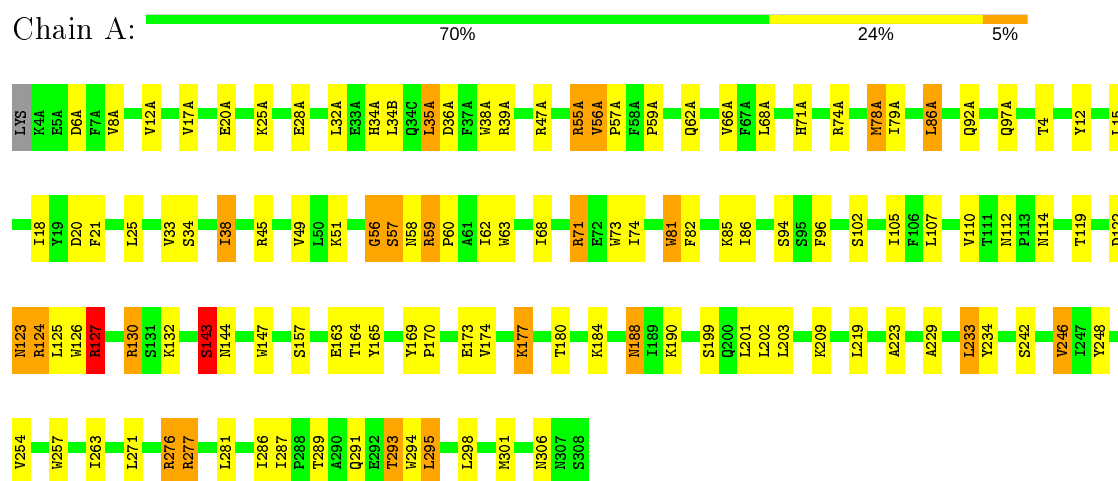 Chain A:
70% 24% 5%
LYS K4A E5A D6A F7A V8A V12A V17A E20A K25A E28A L32A E33A H34A L34B Q34C L35A D36A F37A W38A R39A R47A R55A V56A P57A F58A P59A Q62A V66A F67A L68A H71A R74A M78A I79A L86A Q92A Q97A T4 Y12 L15
I18 Y19 D20 F21 L25 V33 S34 I38 R45 V49 L50 K51 G56 S57 N58 R59 P60 A61 I62 W63 I68 R71 E72 W73 I74 W81 F82 K85 I86 S94 S95 F96 S102 I105 F106 L107 V110 T111 N112 P113 N114 T119
N123 R124 L125 W126 R127 R130 S131 K132 S143 N144 W147 S157 E163 T164 Y165 Y169 P170 E173 V174 K177 T180 K184 N188 I189 K190 S199 Q200 L201 L202 L203 K209 L219 A223 A229 L233 Y234 S242 V246 I247 Y248
V254 W257 I263 L271 R276 R277 L281 I286 I287 P288 T289 A290 Q291 E292 T293 W294 L295 L298 M301 N306 N307 S308